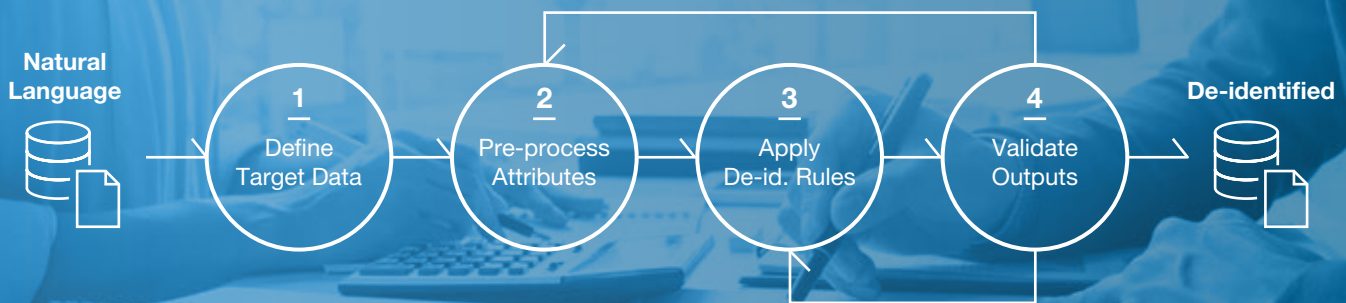 Natural
Language
1
Define
Target Data
2
Pre-process
Attributes
3
Apply
De-id. Rules
4
Validate
Outputs
De-identified